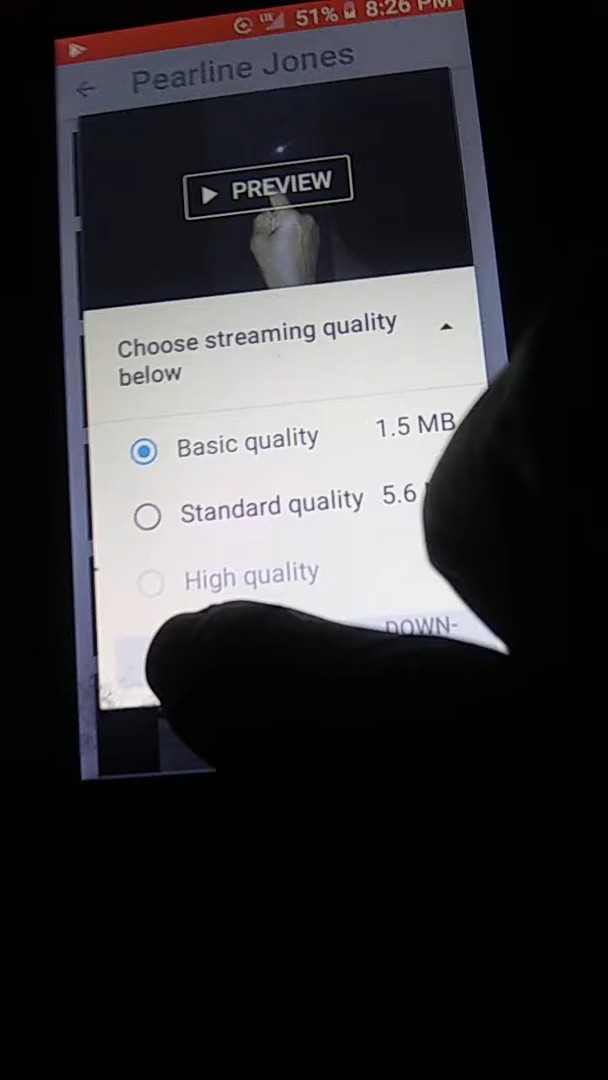 LTE 51% 8:26 PM
Pearline Jones
PREVIEW
Choose streaming quality
below
Basic quality 1.5 MB
Standard quality 5.6
High quality
DOWN-